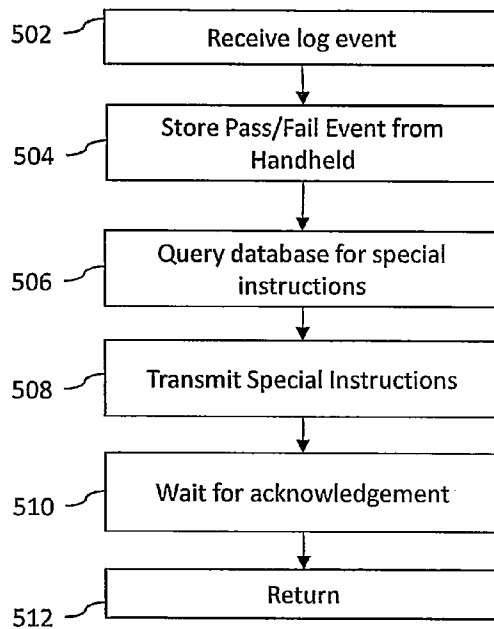 502
Receive log event
504
Store Pass/Fail Event from
Handheld
506
Query database for special
instructions
508
Transmit Special Instructions
510
Wait for acknowledgement
512
Return